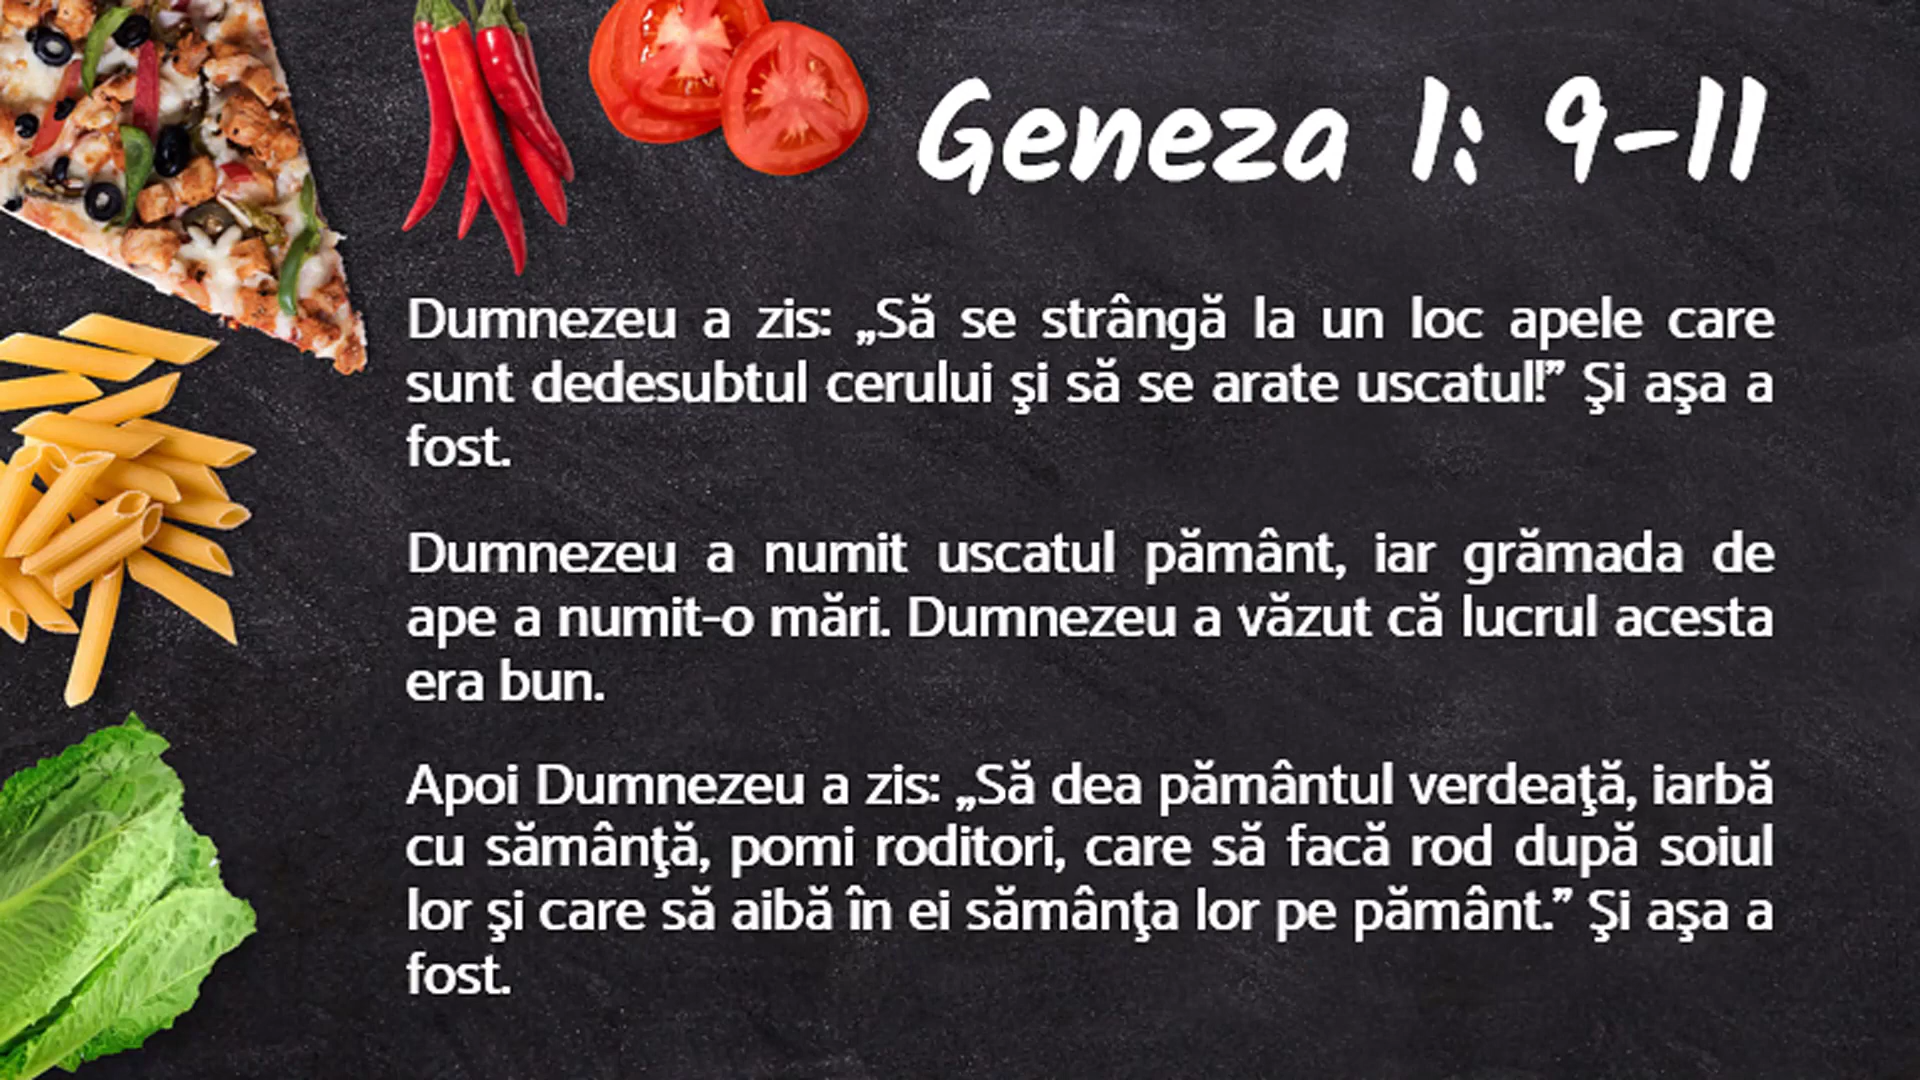 Geneza 1: 9-11
Dumnezeu a zis: „Să se strângă la un loc apele care
sunt dedesubtul cerului şi să se arate uscatul!” Şi aşa a
fost.
Dumnezeu a numit uscatul pământ, iar grămada de
ape a numit-o mări. Dumnezeu a văzut că lucrul acesta
era bun.
Apoi Dumnezeu a zis: „Să dea pământul verdeaţă, iarbă
cu sămânţă, pomi roditori, care să facă rod după soiul
lor şi care să aibă în ei sămânţa lor pe pământ.” Şi aşa a
fost.